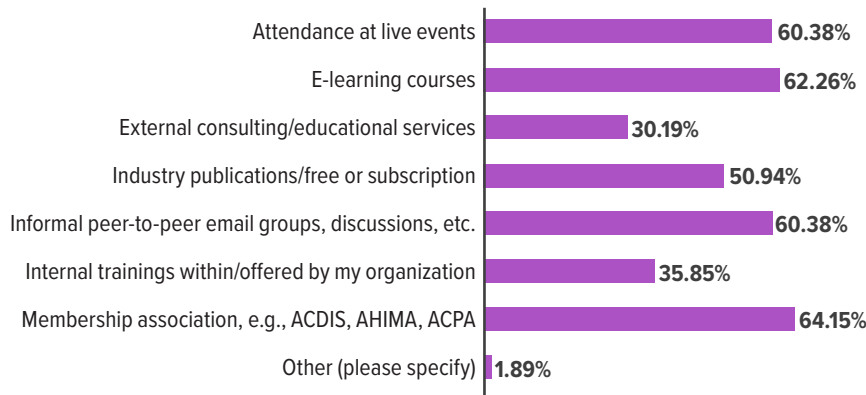 Attendance at live events 60.38%
E-learning courses 62.26%
External consulting/educational services 30.19%
Industry publications/free or subscription 50.94%
Informal peer-to-peer email groups, discussions, etc. 60.38%
Internal trainings within/offered by my organization 35.85%
Membership association, e.g., ACDIS, AHIMA, ACPA 64.15%
Other (please specify) 1.89%